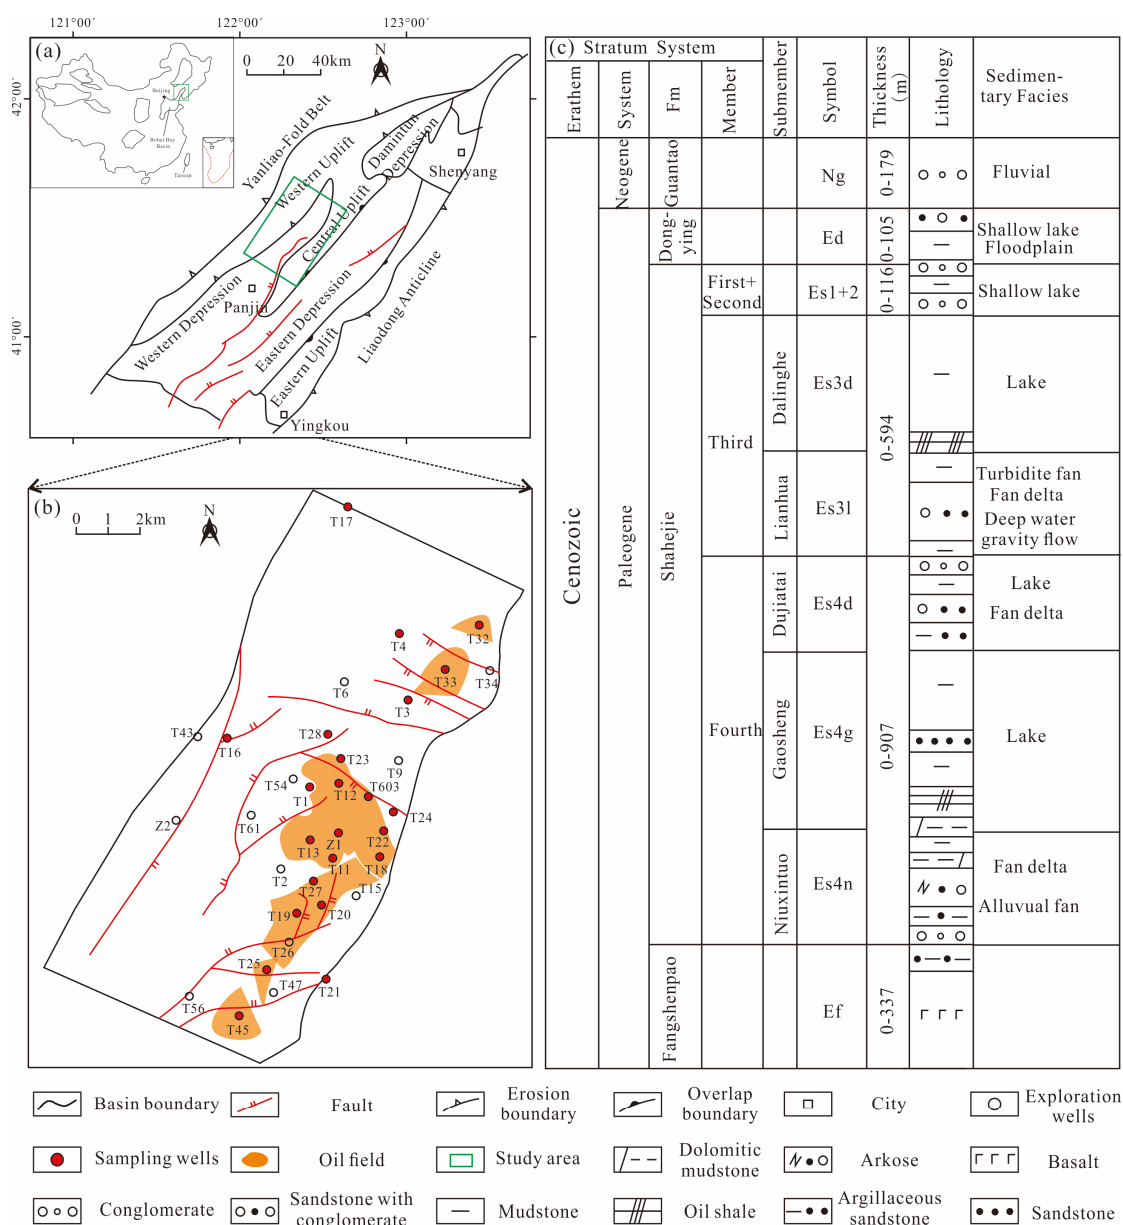 121°00′
122°00′
123°00′
42°00′
41°00′
(a)
Beijing
Bohai Bay
Basin
Taiwan
0 20 40km
N
Yanliao-Fold Belt
Western Uplift
Damintun
Depression
Shenyang
Central Uplift
Panjin
Western Depression
Eastern Depression
Eastern Uplift
Liaodong Anticline
Yingkou
(b)
0 1 2km
N
T17
T4
T32
T33
T34
T6
T3
T43
T16
T28
T23
T9
T54
T1
T12
T603
T24
Z2
T61
T13
Z1
T22
T11
T18
T2
T27
T15
T19
T20
T26
T25
T47
T21
T56
T45
(c) Stratum System
Erathem
System
Fm
Member
Submember
Symbol
Thickness
(m)
Lithology
Sedimen-
tary Facies
Cenozoic
Neogene
Guantao
Ng
0-179
Fluvial
Paleogene
Dong-
ying
Ed
0-105
Shallow lake
Floodplain
Shahejie
First+
Second
Es1+2
0-116
Shallow lake
Third
Dalinghe
Es3d
0-594
Lake
Lianhua
Es3l
Turbidite fan
Fan delta
Deep water
gravity flow
Fourth
Dujiatai
Es4d
0-907
Lake
Fan delta
Gaosheng
Es4g
Lake
Niuxintuo
Es4n
Fan delta
Alluvual fan
Fangshenpao
Ef
0-337
Basin boundary
Fault
Erosion
boundary
Overlap
boundary
City
Exploration
wells
Sampling wells
Oil field
Study area
Dolomitic
mudstone
Arkose
Basalt
Conglomerate
Sandstone with
conglomerate
Mudstone
Oil shale
Argillaceous
sandstone
Sandstone